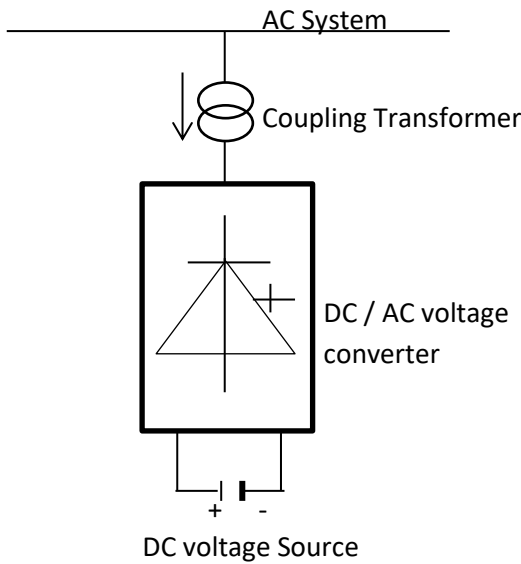 AC System
Coupling Transformer
DC / AC voltage
converter
+ -
DC voltage Source